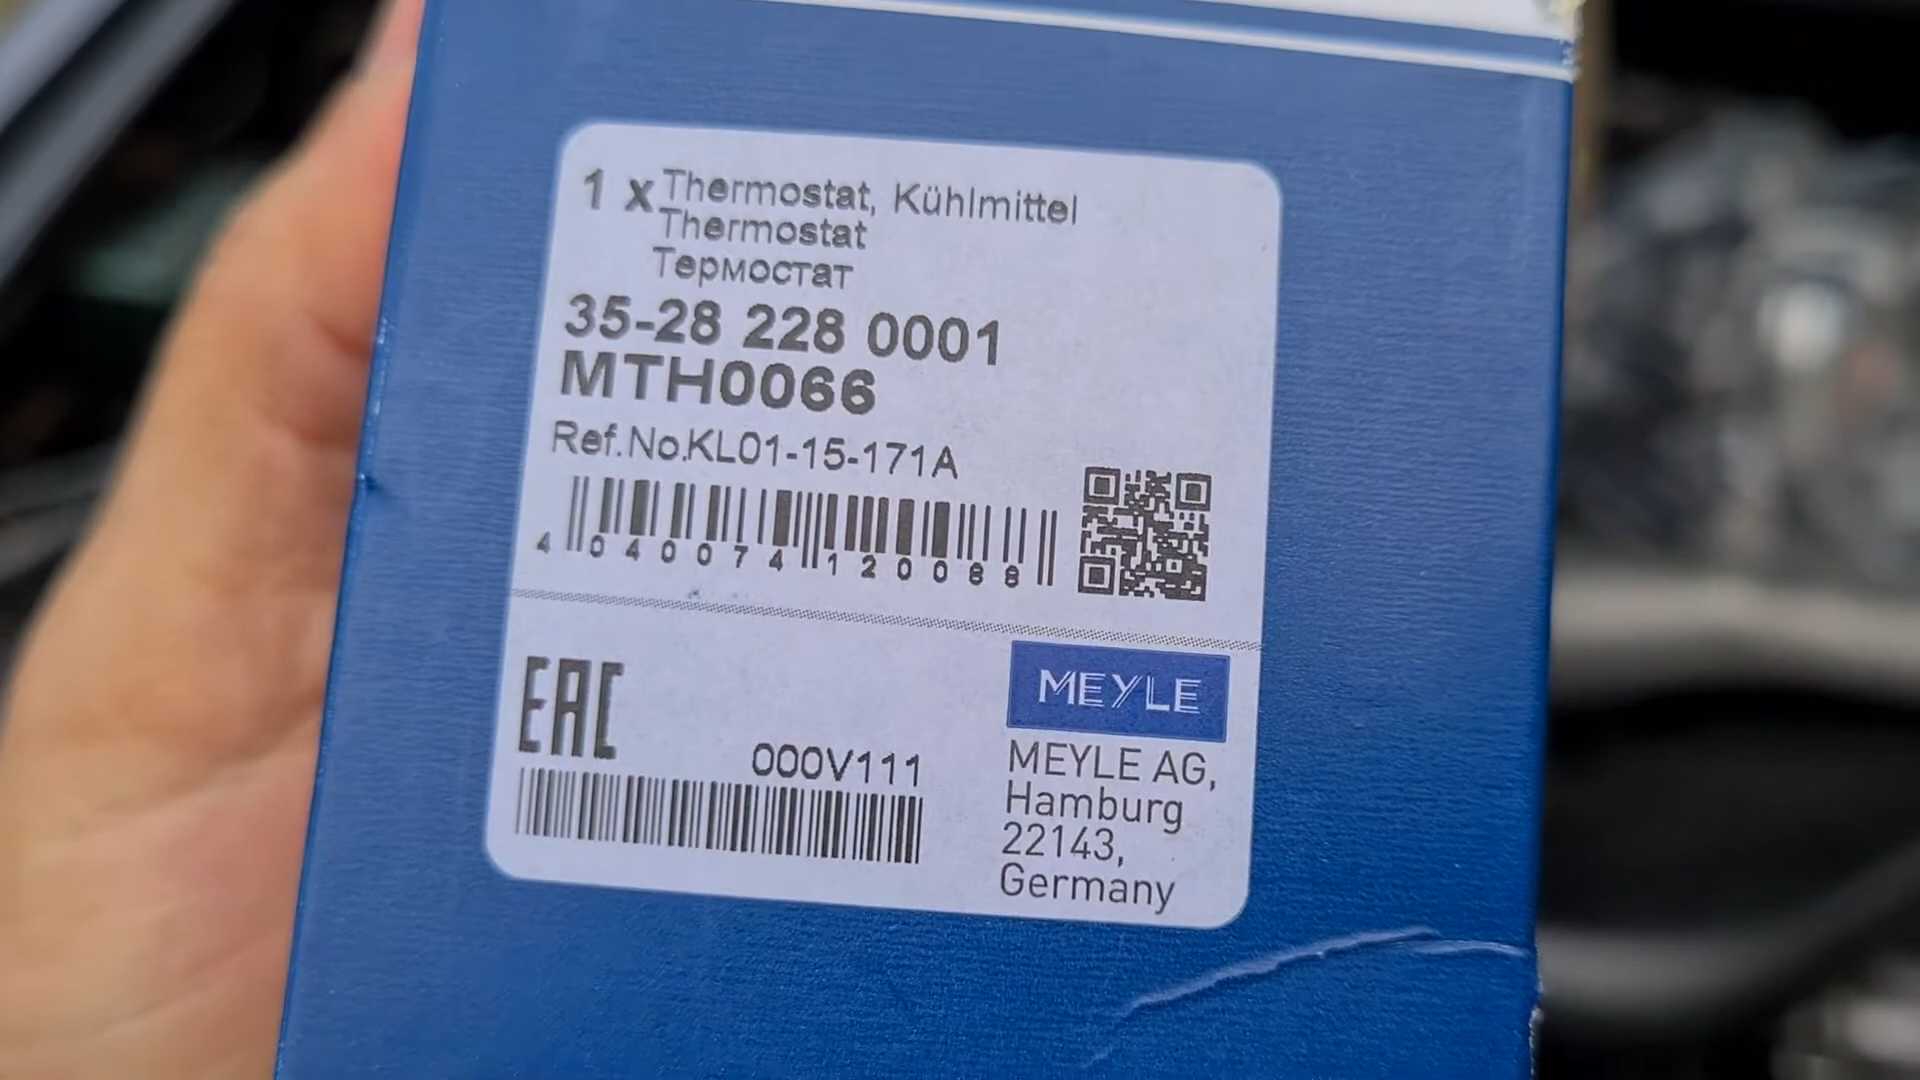 1 x Thermostat, Kühlmittel
Thermostat
Термостат
35-28 228 0001
MTH0066
Ref.No.KL01-15-171A
4 040074 120088
EAC
000V111
MEYLE
MEYLE AG,
Hamburg
22143,
Germany